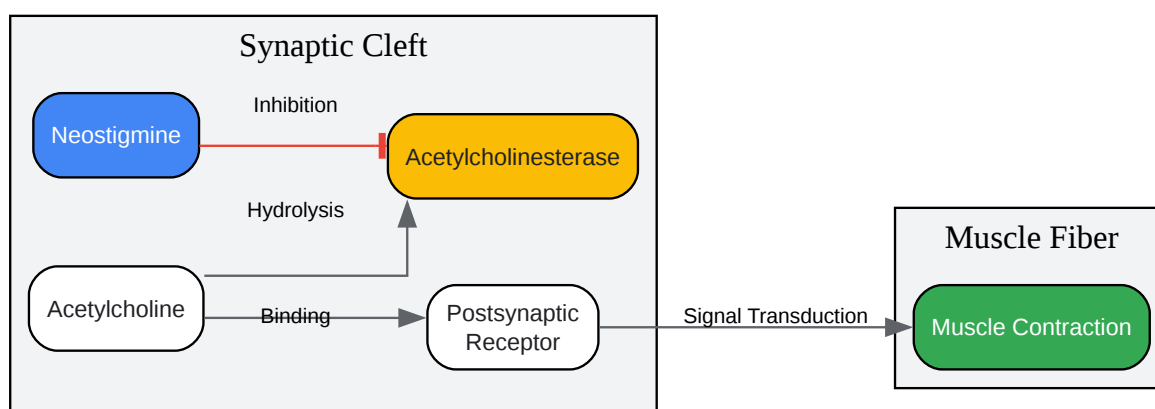 Synaptic Cleft
Inhibition
Neostigmine
Acetylcholinesterase
Hydrolysis
Muscle Fiber
Acetylcholine
Binding
Postsynaptic
Receptor
Signal Transduction
Muscle Contraction